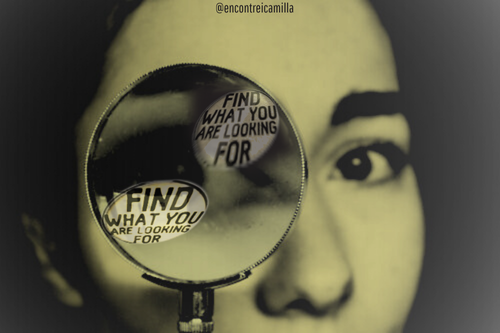 @encontreicamilla
FIND
WHAT YOU
ARE LOOKING
FOR
FIND
WHAT YOU
ARE LOOKING
FOR